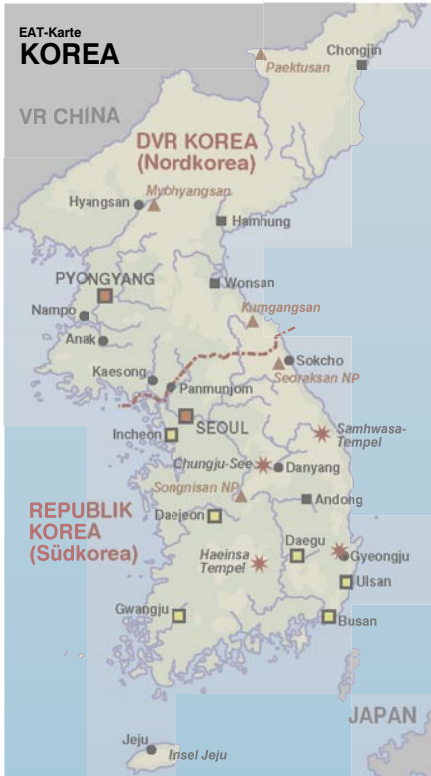 EAT-Karte
KOREA
Chongjin
Paektusan
VR CHINA
DVR KOREA
(Nordkorea)
Myohyangsan
Hyangsan
Hamhung
PYONGYANG
Wonsan
Nampo
Kumgangsan
Anak
Sokcho
Kaesong
Seoraksan NP
Panmunjom
SEOUL
Incheon
Samhwasa-
Tempel
Chungju-See
Danyang
Songnisan NP
Andong
REPUBLIK
KOREA
(Südkorea)
Daejeon
Daegu
Haeinsa
Tempel
Gyeongju
Ulsan
Gwangju
Busan
JAPAN
Jeju
Insel Jeju